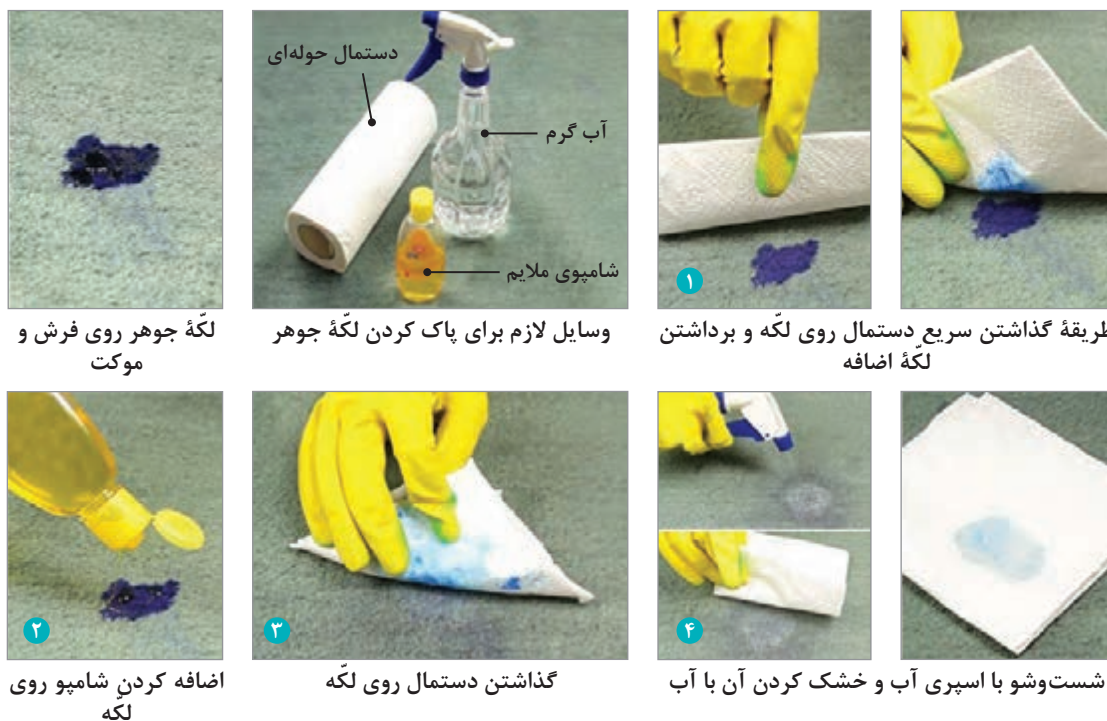 دستمال حوله‌ای
آب گرم
شامپوی ملایم
لکّهٔ جوهر روی فرش و
موکت
وسایل لازم برای پاک کردن لکّهٔ جوهر
۱
طریقهٔ گذاشتن سریع دستمال روی لکّه و برداشتن
لکّهٔ اضافه
۲
اضافه کردن شامپو روی
لکّه
۳
گذاشتن دستمال روی لکّه
۴
شست‌وشو با اسپری آب و خشک کردن آن با آب